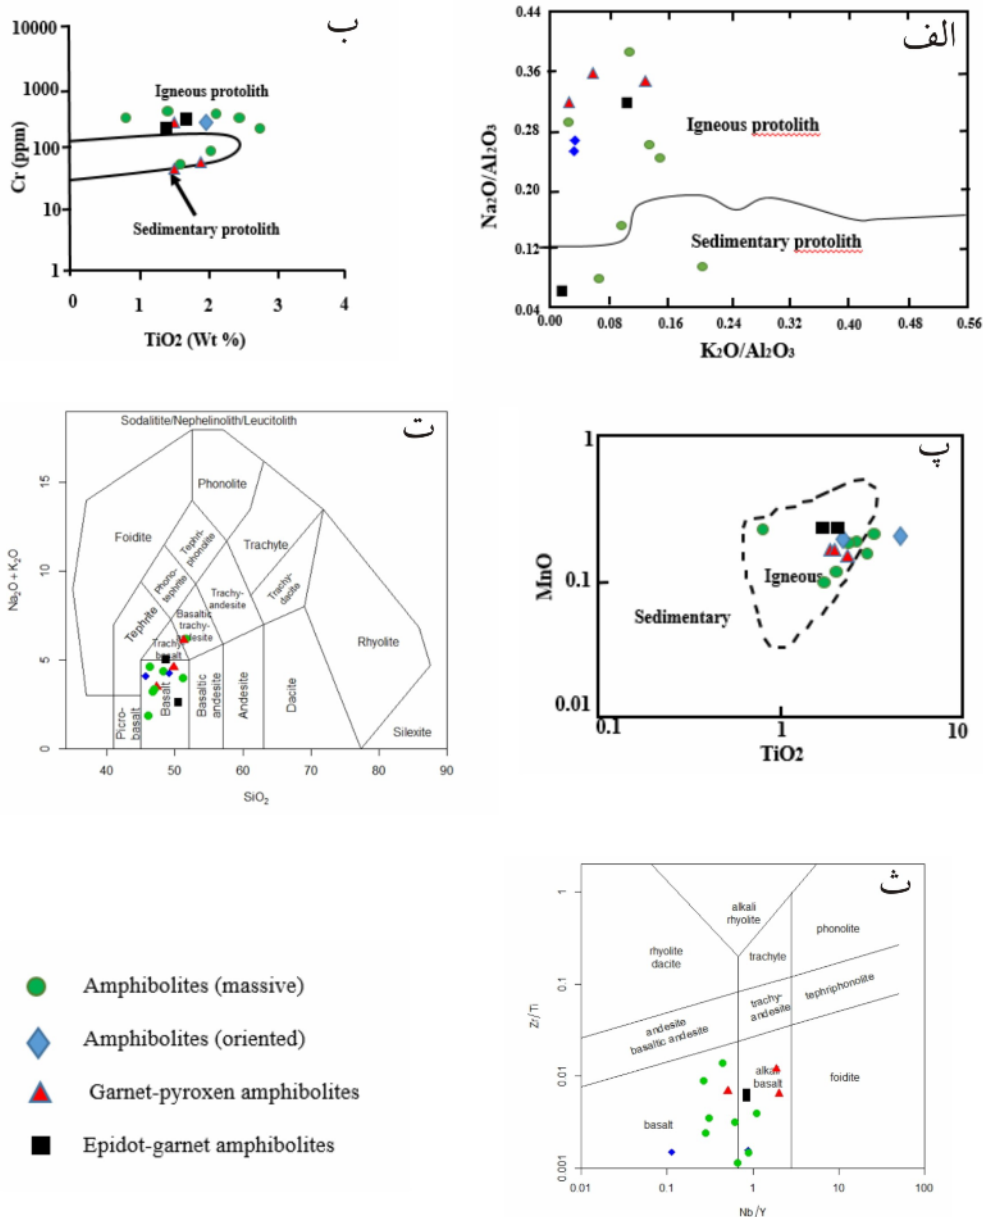 ب
10000
1000
100
10
1
Cr (ppm)
Igneous protolith
Sedimentary protolith
0
1
2
3
4
TiO2 (Wt %)
الف
0.44
0.36
0.28
0.20
0.12
0.04
Na2O/Al2O3
Igneous protolith
Sedimentary protolith
0.00
0.08
0.16
0.24
0.32
0.40
0.48
0.56
K2O/Al2O3
ت
Sodalitite/Nephelinolith/Leucitolith
15
10
5
0
Na2O+K2O
Phonolite
Foidite
Tephri-
phonolite
Trachyte
Phono-
tephrite
Trachy-
andesite
Trachy-
dacite
Tephrite
Basaltic
trachy-
andesite
Trachy-
basalt
Rhyolite
Picro-
basalt
Basalt
Basaltic
andesite
Andesite
Dacite
Silexite
40
50
60
70
80
90
SiO2
پ
1
0.1
0.01
MnO
Igneous
Sedimentary
0.1
1
10
TiO2
ث
1
0.1
0.01
0.001
Zr/Ti
alkali
rhyolite
phonolite
rhyolite
dacite
trachyte
tephriphonolite
trachy-
andesite
andesite
basaltic andesite
alkali
basalt
foidite
basalt
0.01
0.1
1
10
100
Nb/Y
Amphibolites (massive)
Amphibolites (oriented)
Garnet-pyroxen amphibolites
Epidot-garnet amphibolites